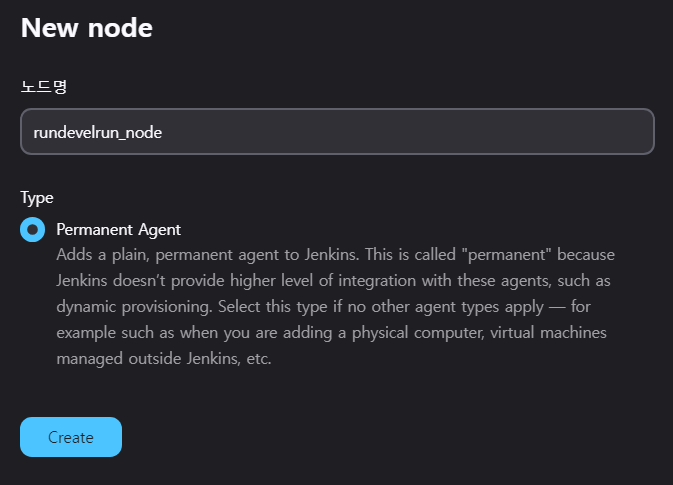 New node
노드명
rundevelrun_node
Type
Permanent Agent
Adds a plain, permanent agent to Jenkins. This is called "permanent" because
Jenkins doesn’t provide higher level of integration with these agents, such as
dynamic provisioning. Select this type if no other agent types apply — for
example such as when you are adding a physical computer, virtual machines
managed outside Jenkins, etc.
Create